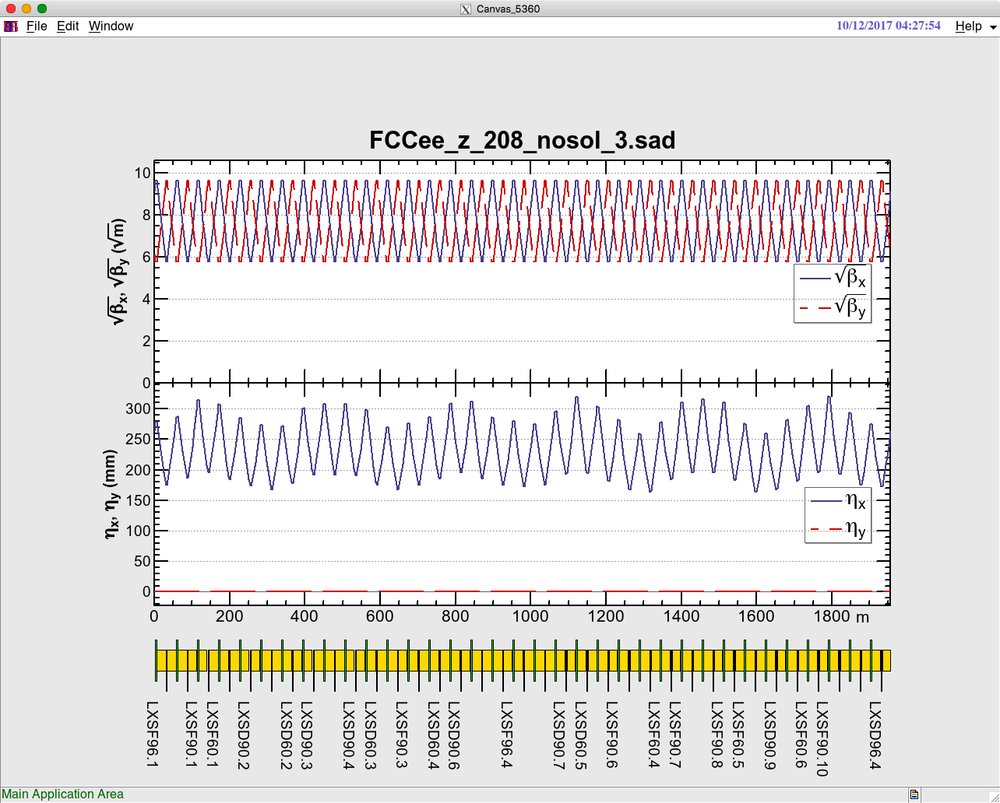 Canvas_5360
File Edit Window 10/12/2017 04:27:54 Help
FCCee_z_208_nosol_3.sad
10
8
6
4
2
0
√βx, √βy (√m)
√βx
√βy
300
250
200
150
100
50
0
ηx, ηy (mm)
ηx
ηy
0 200 400 600 800 1000 1200 1400 1600 1800 m
LXSF96.1
LXSF90.1
LXSF60.1
LXSD90.2
LXSD60.2
LXSD90.3
LXSD90.4
LXSD60.3
LXSF90.3
LXSD60.4
LXSD90.6
LXSF96.4
LXSD90.7
LXSD60.5
LXSF90.6
LXSF60.4
LXSF90.7
LXSF90.8
LXSF60.5
LXSD90.9
LXSF60.6
LXSF90.10
LXSD96.4
Main Application Area